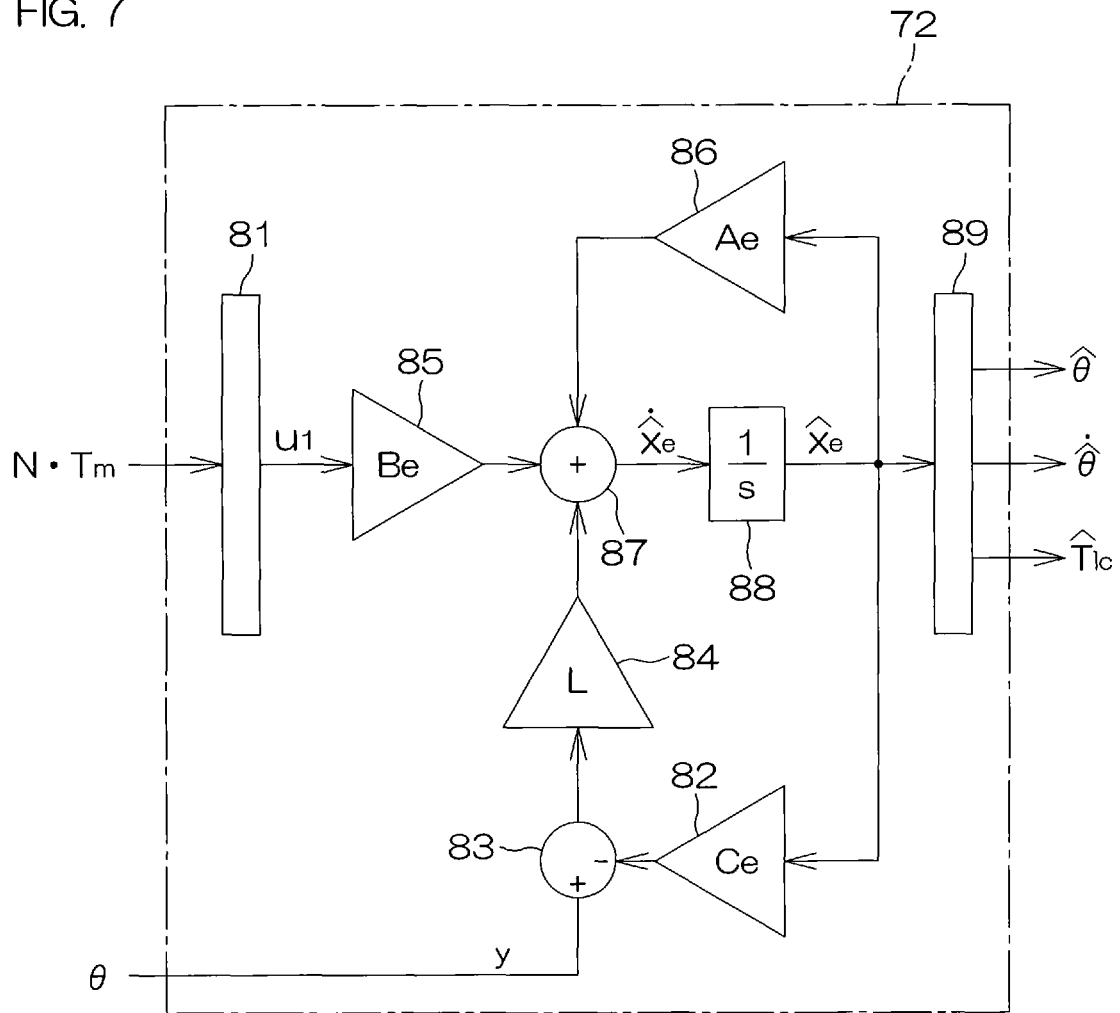 FIG. 7
72
86
Ae
81
89
85
θ̂
N・Tm
u1
Be
+
ẋ̂e
1
s
x̂e
θ̇̂
87
88
T̂lc
L
84
82
83
-
Ce
+
y
θ